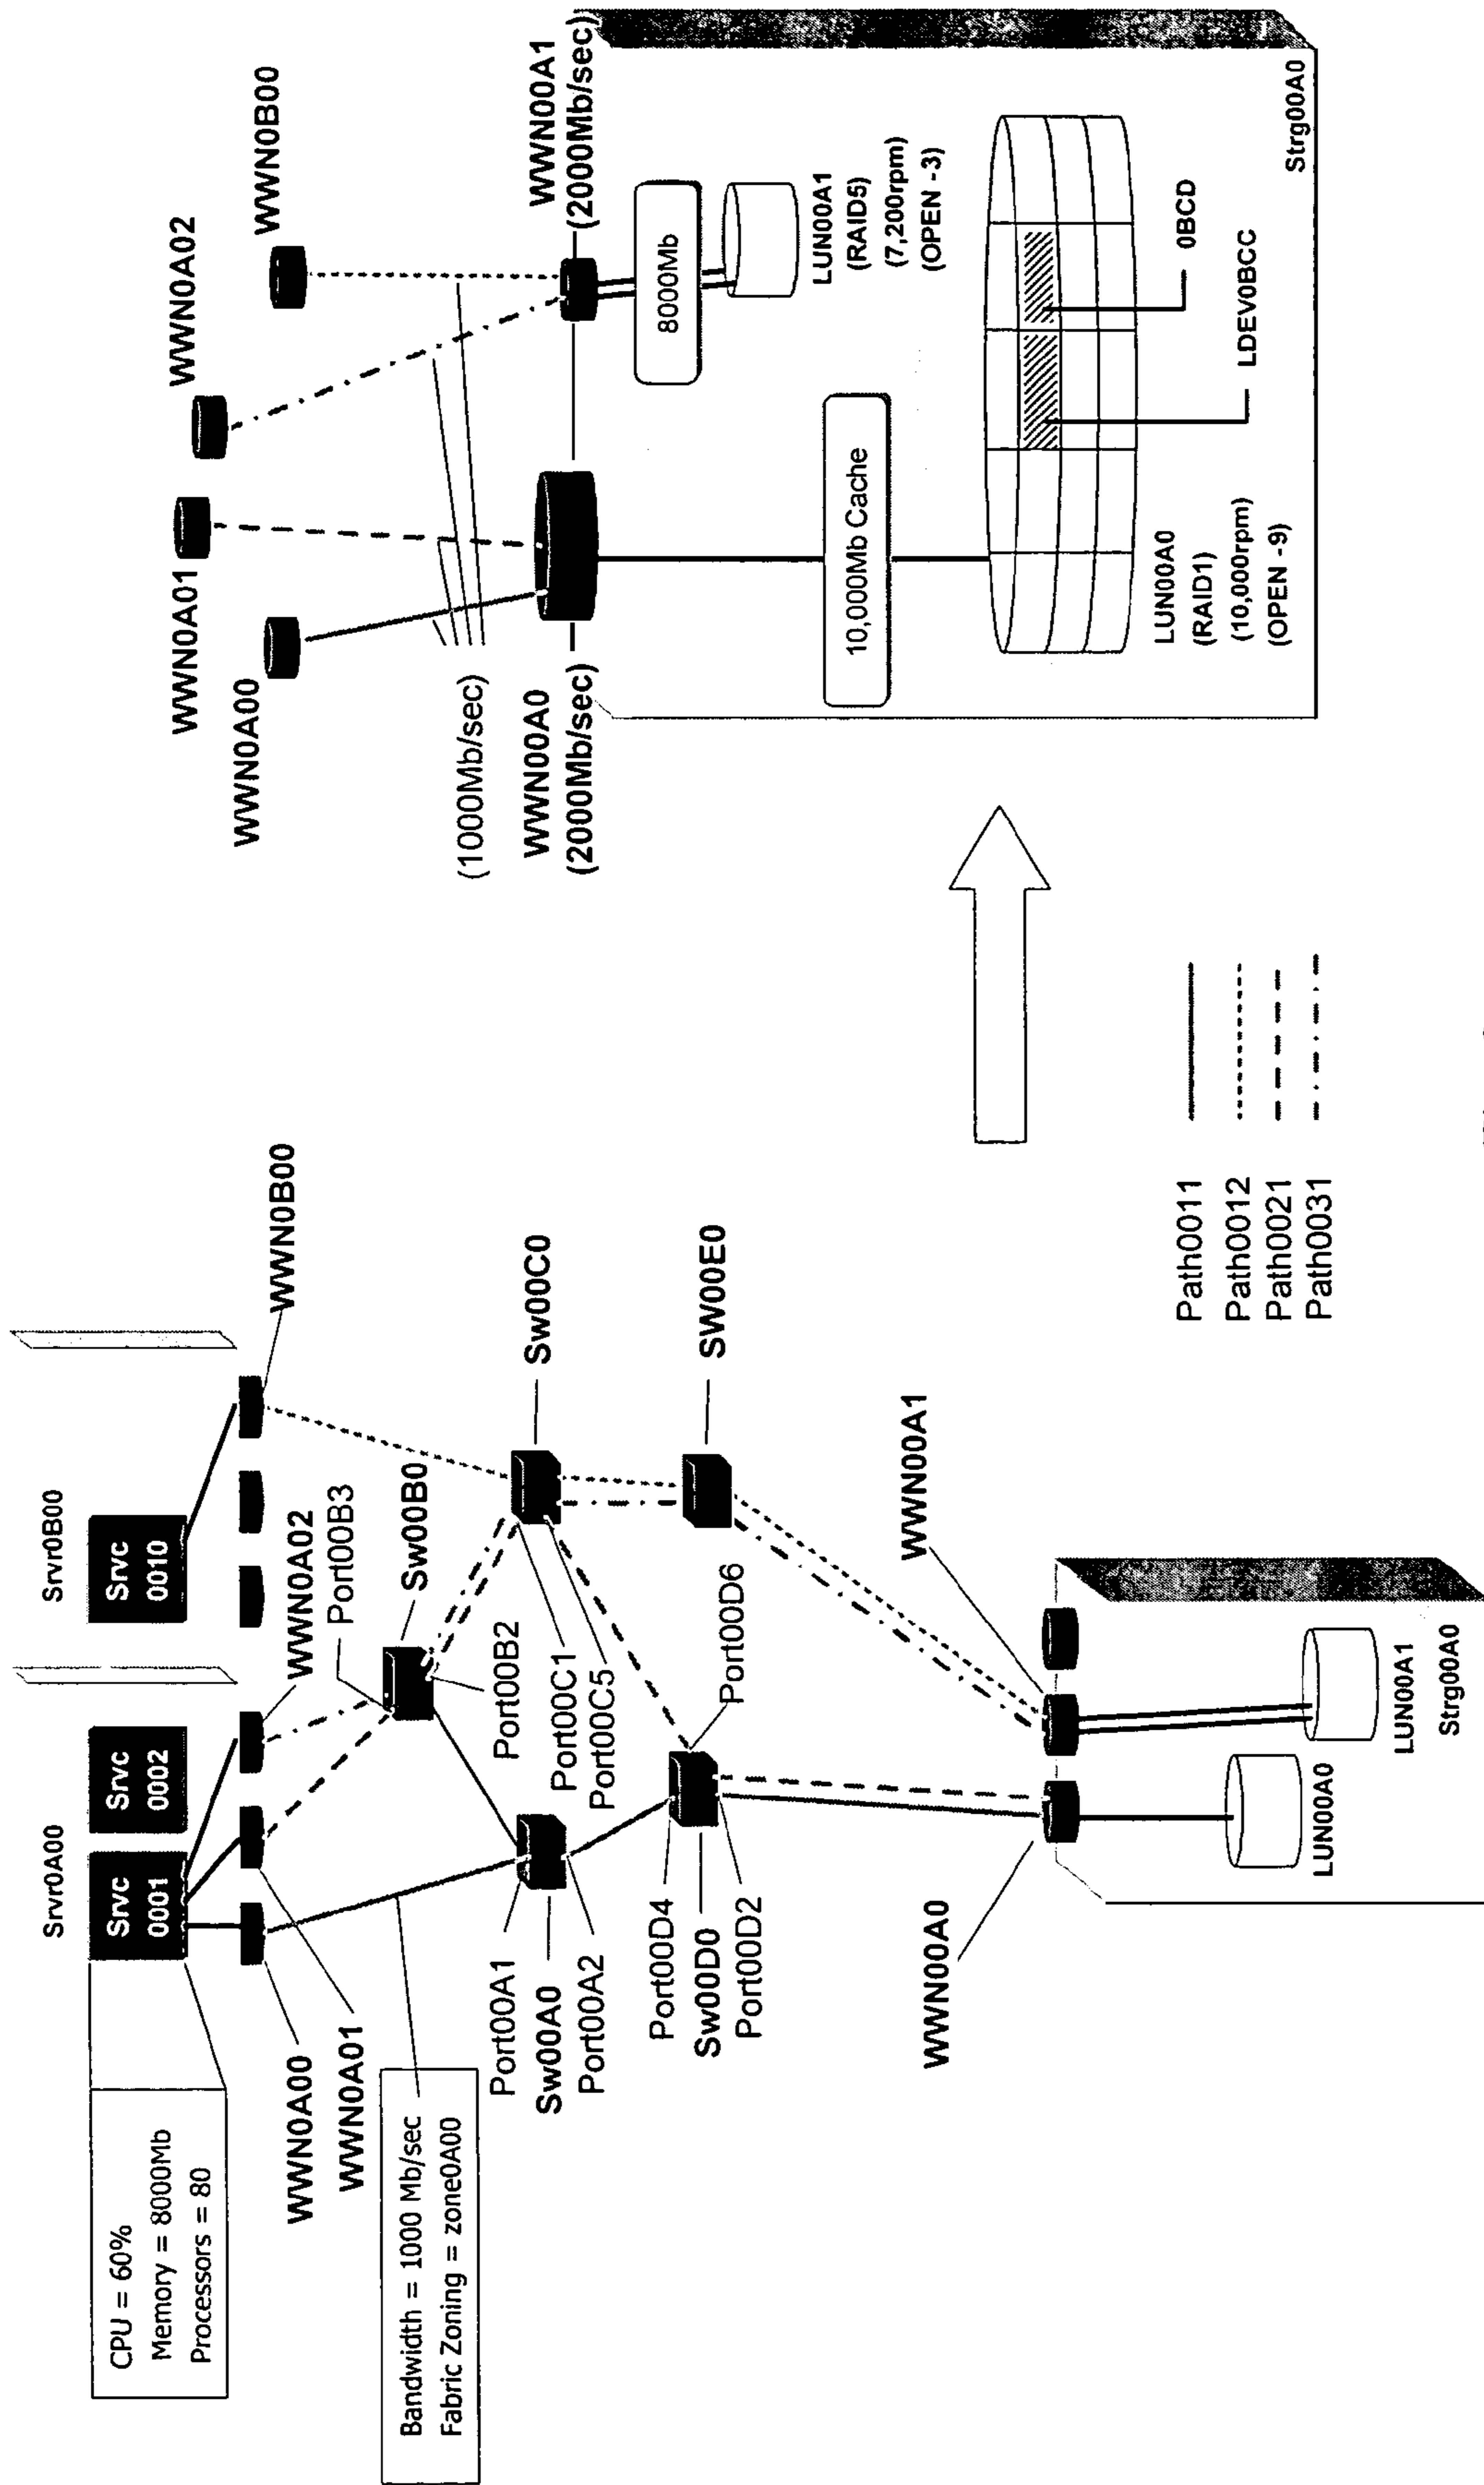 Srvr0A00
Srvr0B00
Srvc
0001
Srvc
0002
Srvc
0010
CPU = 60%
Memory = 8000Mb
Processors = 80
WWN0A00
WWN0A01
WWN0A02
Port00B3
WWN0B00
Sw00B0
Bandwidth = 1000 Mb/sec
Fabric Zoning = zone0A00
Port00B2
Port00A1
Sw00A0
Port00A2
Sw00C0
Port00C1
Port00C5
Port00D4
Sw00D0
Port00D2
Port00D6
SW00E0
WWN00A0
WWN00A1
LUN00A0
LUN00A1
Strg00A0
Path0011
Path0012
Path0021
Path0031
WWN0A00
WWN0A01
WWN0A02
WWN0B00
(1000Mb/sec)
WWN00A0
(2000Mb/sec)
WWN00A1
(2000Mb/sec)
8000Mb
10,000Mb Cache
LUN00A1
(RAID5)
(7,200rpm)
(OPEN -3)
LUN00A0
(RAID1)
(10,000rpm)
(OPEN -9)
LDEV0BCC
0BCD
Strg00A0